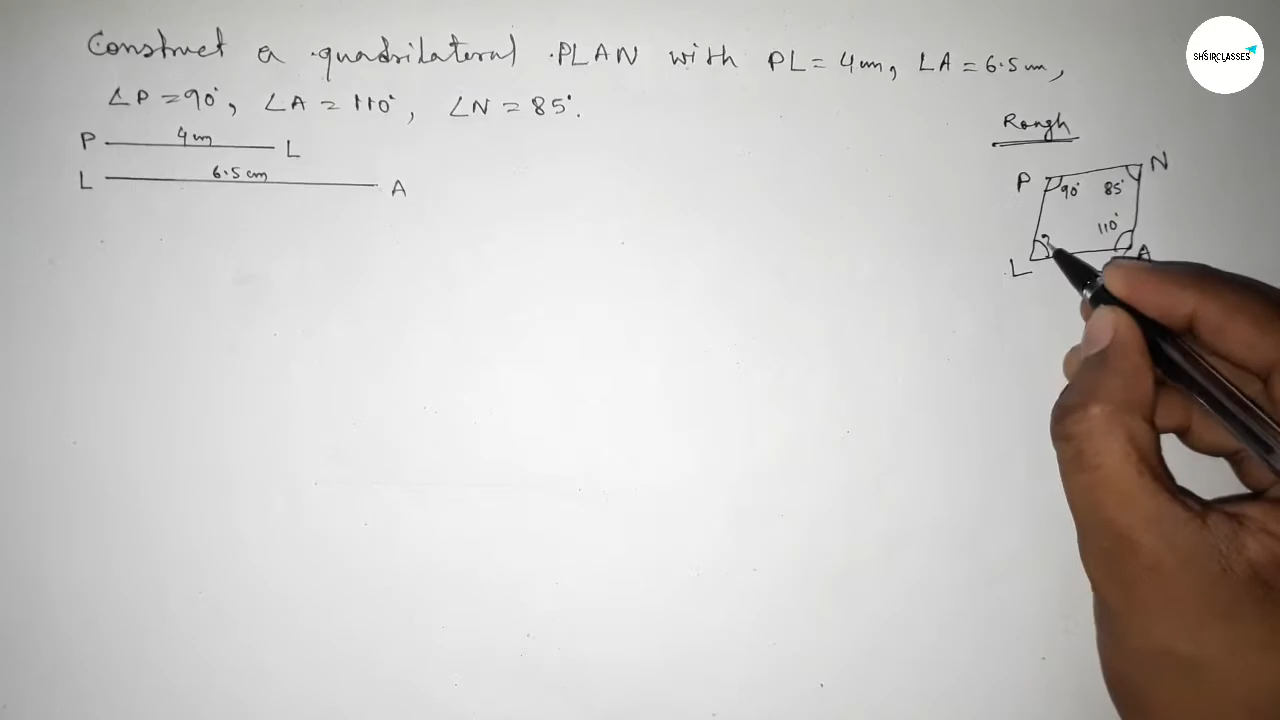 Construct a quadrilateral PLAN with PL = 4cm, LA = 6.5cm,
∠P = 90°, ∠A = 110°, ∠N = 85°.
P 4cm L
L 6.5cm A
Rough
P N
90° 85°
110°
?
L A
SHSIRCLASSES